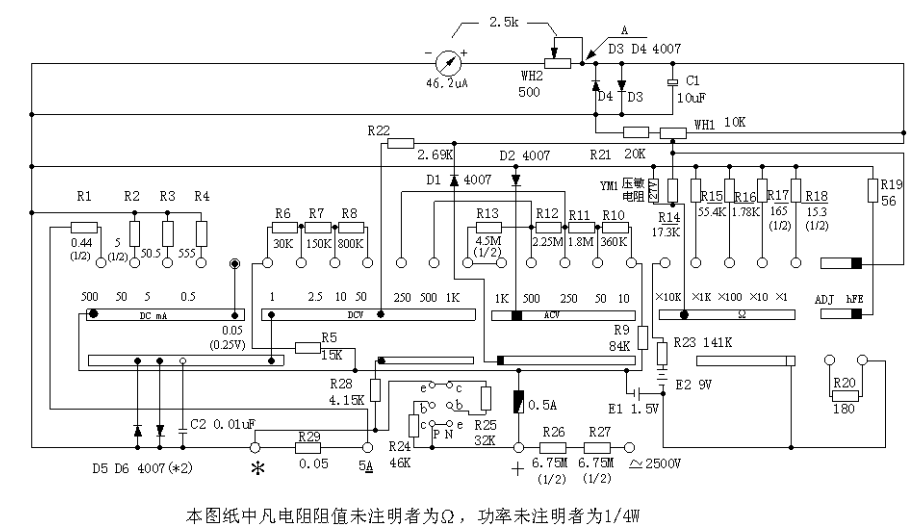 2.5k
A
− +
46.2uA
WH2
500
D3 D4 4007
D4 D3
C1
10uF
WH1 10K
R22
2.69K
D2 4007
D1 4007
R21 20K
YM1 压敏
电阻
27V
R14
17.3K
R15
55.4K
R16
1.78K
R17
165
(1/2)
R18
15.3
(1/2)
R19
56
R1
0.44
(1/2)
R2
5
(1/2)
R3
50.5
R4
555
R6
30K
R7
150K
R8
800K
R13
4.5M
(1/2)
R12
2.25M
R11
1.8M
R10
360K
500 50 5 0.5
DC mA
0.05
(0.25V)
1 2.5 10 50 250 500 1K
DCV
1K 500 250 50 10
ACV
×10K ×1K ×100 ×10 ×1
Ω
ADJ hFE
R5
15K
R9
84K
R23 141K
E2 9V
E1 1.5V
R20
180
R28
4.15K
e c
b b
c e
P N
R24
46K
R25
32K
0.5A
C2 0.01uF
D5 D6 4007(*2)
R29
0.05
*
5A
+
R26
6.75M
(1/2)
R27
6.75M
(1/2)
≃2500V
本图纸中凡电阻阻值未注明者为Ω，功率未注明者为1/4W